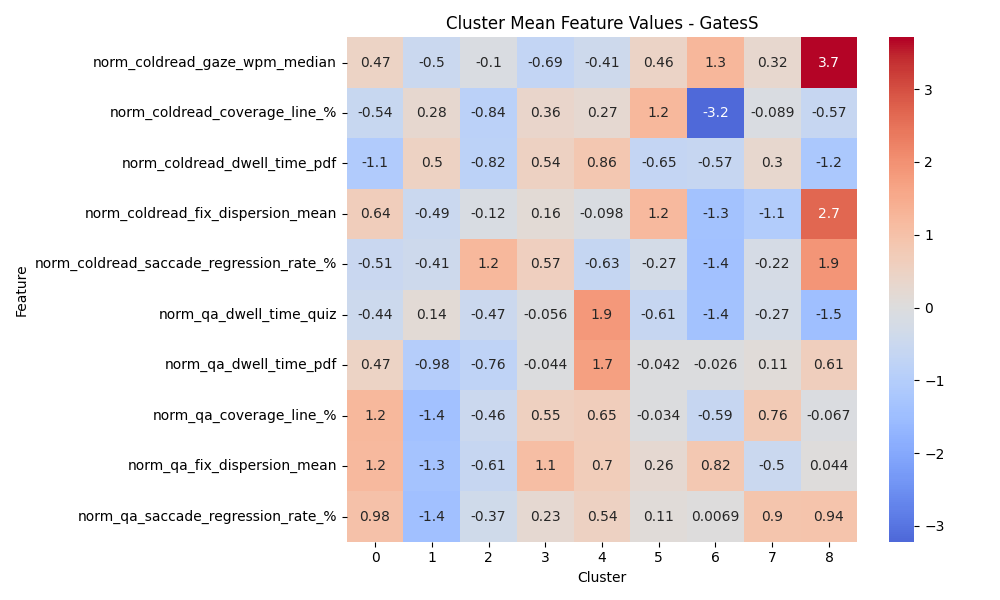 Cluster Mean Feature Values - GatesS
norm_coldread_gaze_wpm_median 0.47 -0.5 -0.1 -0.69 -0.41 0.46 1.3 0.32 3.7
norm_coldread_coverage_line_% -0.54 0.28 -0.84 0.36 0.27 1.2 -3.2 -0.089 -0.57
norm_coldread_dwell_time_pdf -1.1 0.5 -0.82 0.54 0.86 -0.65 -0.57 0.3 -1.2
norm_coldread_fix_dispersion_mean 0.64 -0.49 -0.12 0.16 -0.098 1.2 -1.3 -1.1 2.7
norm_coldread_saccade_regression_rate_% -0.51 -0.41 1.2 0.57 -0.63 -0.27 -1.4 -0.22 1.9
norm_qa_dwell_time_quiz -0.44 0.14 -0.47 -0.056 1.9 -0.61 -1.4 -0.27 -1.5
norm_qa_dwell_time_pdf 0.47 -0.98 -0.76 -0.044 1.7 -0.042 -0.026 0.11 0.61
norm_qa_coverage_line_% 1.2 -1.4 -0.46 0.55 0.65 -0.034 -0.59 0.76 -0.067
norm_qa_fix_dispersion_mean 1.2 -1.3 -0.61 1.1 0.7 0.26 0.82 -0.5 0.044
norm_qa_saccade_regression_rate_% 0.98 -1.4 -0.37 0.23 0.54 0.11 0.0069 0.9 0.94
0 1 2 3 4 5 6 7 8
Cluster
Feature
3
2
1
0
−1
−2
−3